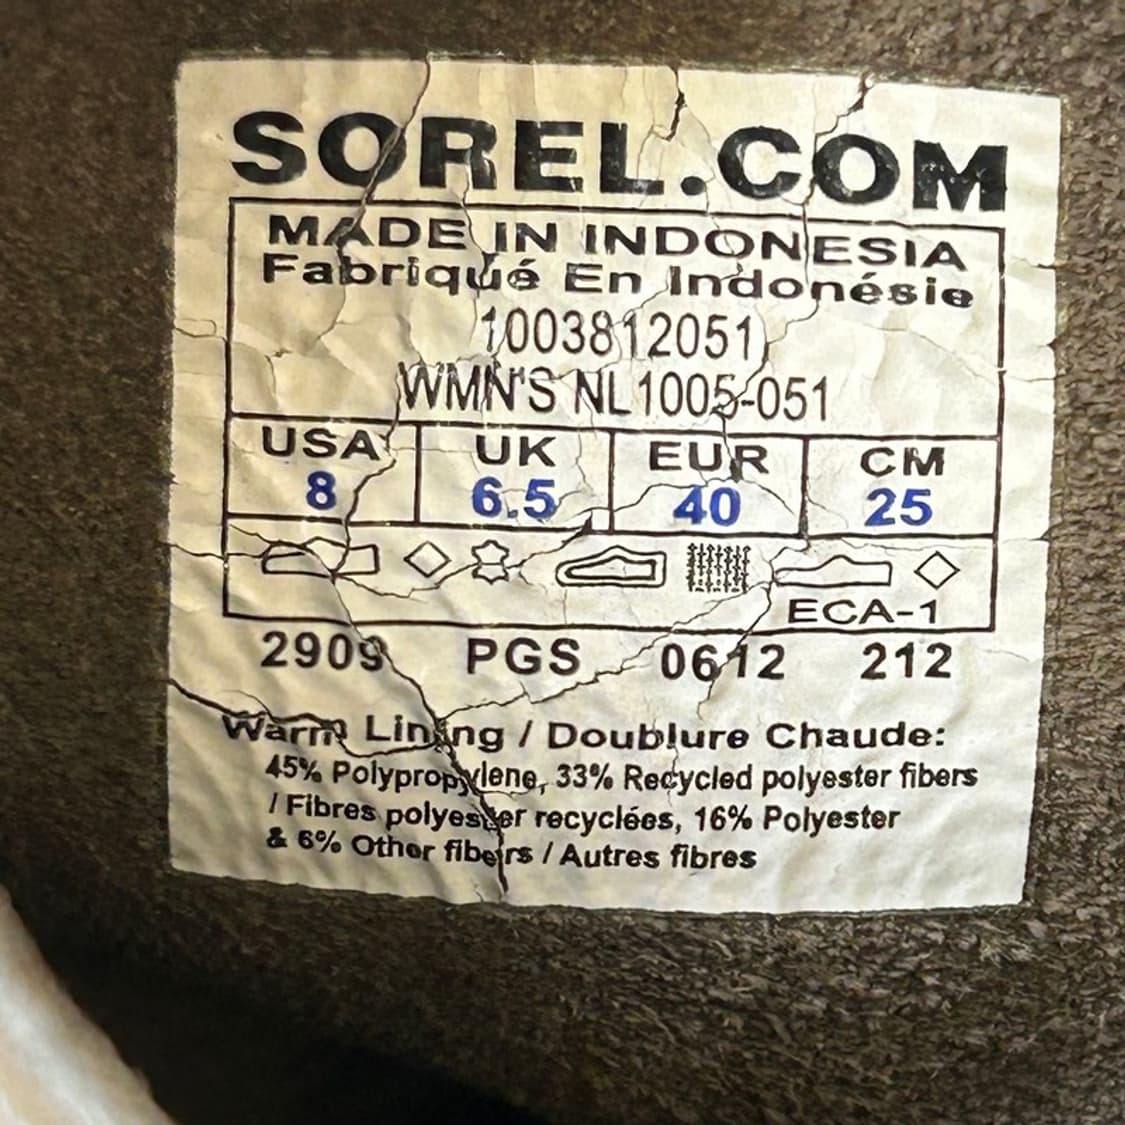 SOREL.COM
MADE IN INDONESIA
Fabriqué En Indonésie
1003812051
WMN'S NL1005-051
USA UK EUR CM
8 6.5 40 25
ECA-1
2909 PGS 0612 212
Warm Lining / Doublure Chaude:
45% Polypropylene, 33% Recycled polyester fibers
/ Fibres polyester recyclées, 16% Polyester
& 6% Other fibers / Autres fibres